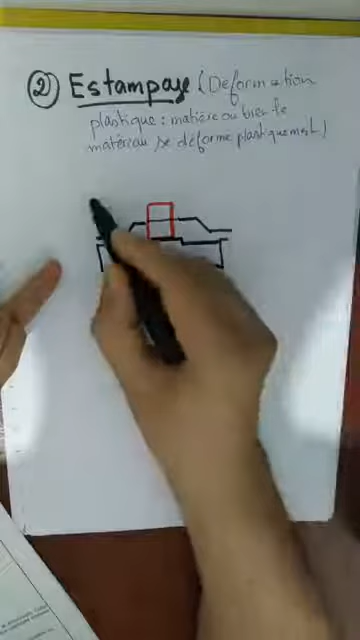 ② Estampage (Déformation
plastique : matière ou bien le
matériau se déforme plastiquement)